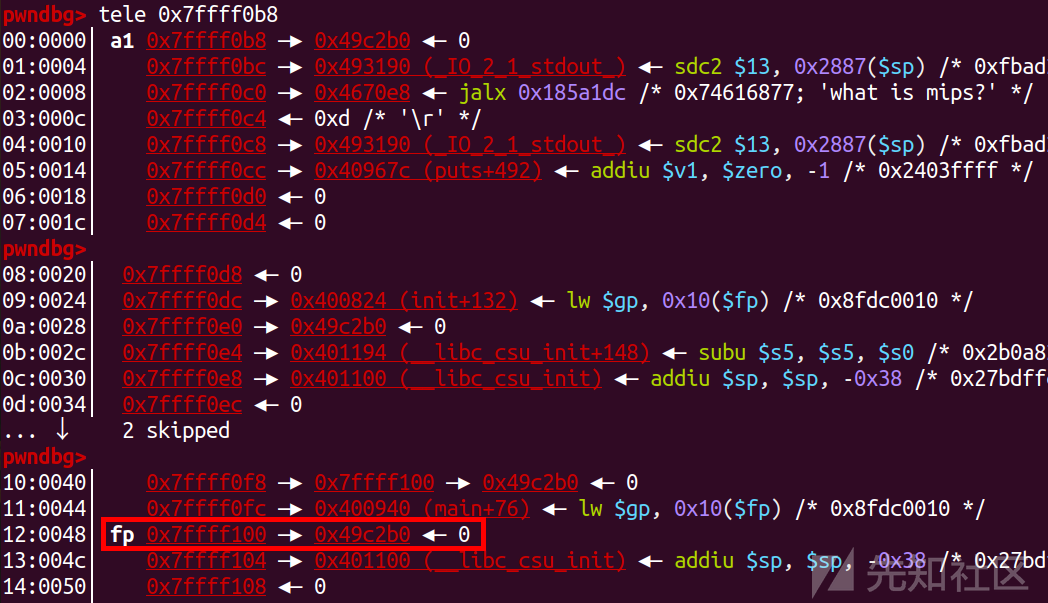 pwndbg> tele 0x7ffff0b8
00:0000│ a1 0x7ffff0b8 —▸ 0x49c2b0 ◂— 0
01:0004│ 0x7ffff0bc —▸ 0x493190 (_IO_2_1_stdout_) ◂— sdc2 $13, 0x2887($sp) /* 0xfbad
02:0008│ 0x7ffff0c0 —▸ 0x4670e8 ◂— jalx 0x185a1dc /* 0x74616877; 'what is mips?' */
03:000c│ 0x7ffff0c4 ◂— 0xd /* '\r' */
04:0010│ 0x7ffff0c8 —▸ 0x493190 (_IO_2_1_stdout_) ◂— sdc2 $13, 0x2887($sp) /* 0xfbad
05:0014│ 0x7ffff0cc —▸ 0x40967c (puts+492) ◂— addiu $v1, $zero, -1 /* 0x2403ffff */
06:0018│ 0x7ffff0d0 ◂— 0
07:001c│ 0x7ffff0d4 ◂— 0
pwndbg>
08:0020│ 0x7ffff0d8 ◂— 0
09:0024│ 0x7ffff0dc —▸ 0x400824 (init+132) ◂— lw $gp, 0x10($fp) /* 0x8fdc0010 */
0a:0028│ 0x7ffff0e0 —▸ 0x49c2b0 ◂— 0
0b:002c│ 0x7ffff0e4 —▸ 0x401194 (__libc_csu_init+148) ◂— subu $s5, $s5, $s0 /* 0x2b0a8
0c:0030│ 0x7ffff0e8 —▸ 0x401100 (__libc_csu_init) ◂— addiu $sp, $sp, -0x38 /* 0x27bdff
0d:0034│ 0x7ffff0ec ◂— 0
... ↓ 2 skipped
pwndbg>
10:0040│ 0x7ffff0f8 —▸ 0x7ffff100 —▸ 0x49c2b0 ◂— 0
11:0044│ 0x7ffff0fc —▸ 0x400940 (main+76) ◂— lw $gp, 0x10($fp) /* 0x8fdc0010 */
12:0048│ fp 0x7ffff100 —▸ 0x49c2b0 ◂— 0
13:004c│ 0x7ffff104 —▸ 0x401100 (__libc_csu_init) ◂— addiu $sp, $sp, -0x38 /* 0x27bd
14:0050│ 0x7ffff108 ◂— 0
先知社区